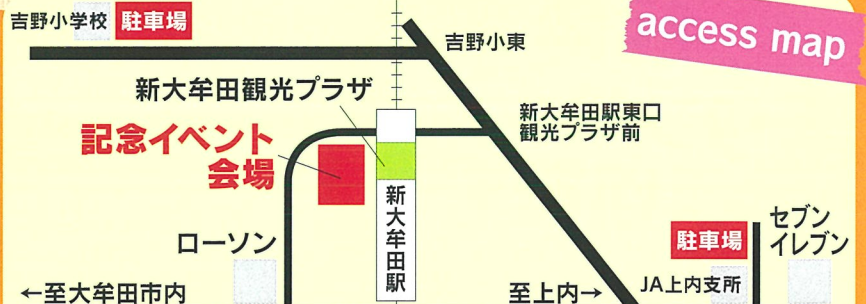 吉野小学校
駐車場
access map
吉野小東
新大牟田観光プラザ
新大牟田駅東口
観光プラザ前
記念イベント
会場
新大牟田駅
ローソン
セブン
イレブン
駐車場
JA上内支所
←至大牟田市内
至上内→